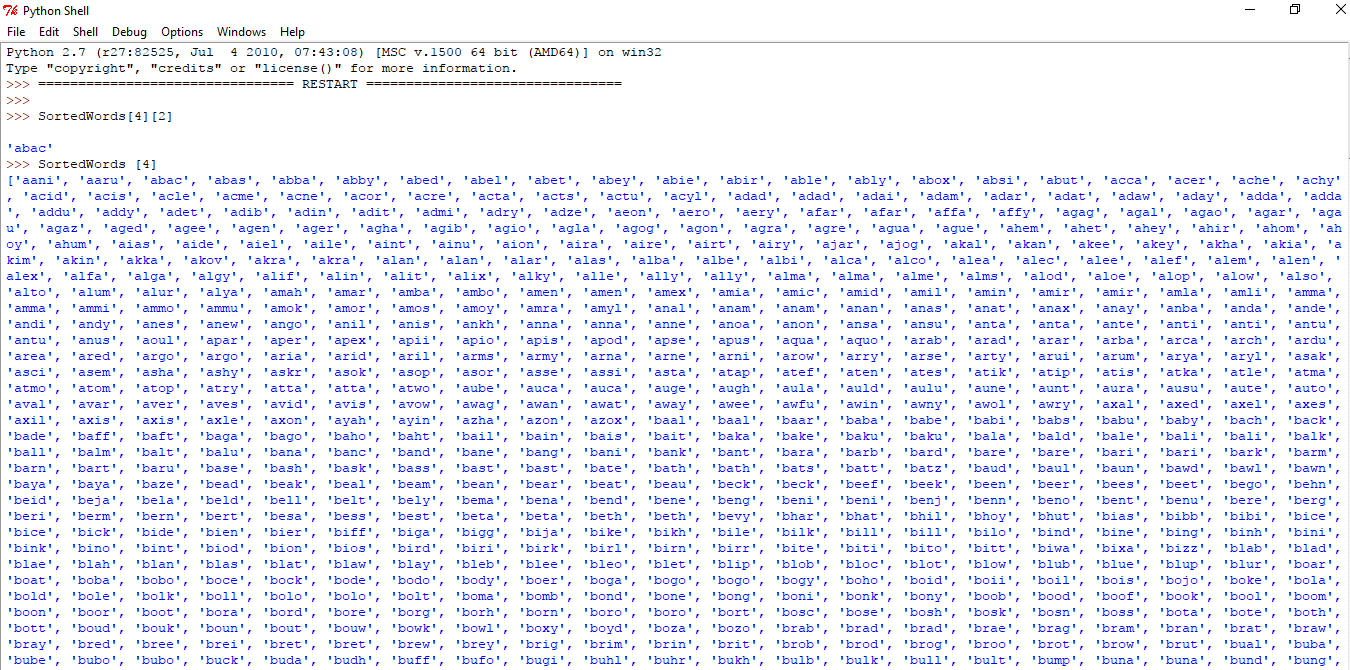 Python Shell
File Edit Shell Debug Options Windows Help
Python 2.7 (r27:82525, Jul  4 2010, 07:43:08) [MSC v.1500 64 bit (AMD64)] on win32
Type "copyright", "credits" or "license()" for more information.
>>> ================================ RESTART ================================
>>>
>>> SortedWords[4][2]
'abac'
>>> SortedWords [4]
['aani', 'aaru', 'abac', 'abas', 'abba', 'abby', 'abed', 'abel', 'abet', 'abey', 'abie', 'abir', 'able', 'ably', 'abox', 'absi', 'abut', 'acca', 'acer', 'ache', 'achy'
, 'acid', 'acis', 'acle', 'acme', 'acne', 'acor', 'acre', 'acta', 'acts', 'actu', 'acyl', 'adad', 'adad', 'adai', 'adam', 'adar', 'adat', 'adaw', 'aday', 'adda', 'adda
', 'addu', 'addy', 'adet', 'adib', 'adin', 'adit', 'admi', 'adry', 'adze', 'aeon', 'aero', 'aery', 'afar', 'afar', 'affa', 'affy', 'agag', 'agal', 'agao', 'agar', 'aga
u', 'agaz', 'aged', 'agee', 'agen', 'ager', 'agha', 'agib', 'agio', 'agla', 'agog', 'agon', 'agra', 'agre', 'agua', 'ague', 'ahem', 'ahet', 'ahey', 'ahir', 'ahom', 'ah
oy', 'ahum', 'aias', 'aide', 'aiel', 'aile', 'aint', 'ainu', 'aion', 'aira', 'aire', 'airt', 'airy', 'ajar', 'ajog', 'akal', 'akan', 'akee', 'akey', 'akha', 'akia', 'a
kim', 'akin', 'akka', 'akov', 'akra', 'akra', 'alan', 'alan', 'alar', 'alas', 'alba', 'albe', 'albi', 'alca', 'alco', 'alea', 'alec', 'alee', 'alef', 'alem', 'alen', '
alex', 'alfa', 'alga', 'algy', 'alif', 'alin', 'alit', 'alix', 'alky', 'alle', 'ally', 'ally', 'alma', 'alma', 'alme', 'alms', 'alod', 'aloe', 'alop', 'alow', 'also',
'alto', 'alum', 'alur', 'alya', 'amah', 'amar', 'amba', 'ambo', 'amen', 'amen', 'amex', 'amia', 'amic', 'amid', 'amil', 'amin', 'amir', 'amir', 'amla', 'amli', 'amma',
'amma', 'ammi', 'ammo', 'ammu', 'amok', 'amor', 'amos', 'amoy', 'amra', 'amyl', 'anal', 'anam', 'anam', 'anan', 'anas', 'anat', 'anax', 'anay', 'anba', 'anda', 'ande',
'andi', 'andy', 'anes', 'anew', 'ango', 'anil', 'anis', 'ankh', 'anna', 'anna', 'anne', 'anoa', 'anon', 'ansa', 'ansu', 'anta', 'anta', 'ante', 'anti', 'anti', 'antu',
'antu', 'anus', 'aoul', 'apar', 'aper', 'apex', 'apii', 'apio', 'apis', 'apod', 'apse', 'apus', 'aqua', 'aquo', 'arab', 'arad', 'arar', 'arba', 'arca', 'arch', 'ardu',
'area', 'ared', 'argo', 'argo', 'aria', 'arid', 'aril', 'arms', 'army', 'arna', 'arne', 'arni', 'arow', 'arry', 'arse', 'arty', 'arui', 'arum', 'arya', 'aryl', 'asak',
'asci', 'asem', 'asha', 'ashy', 'askr', 'asok', 'asop', 'asor', 'asse', 'assi', 'asta', 'atap', 'atef', 'aten', 'ates', 'atik', 'atip', 'atis', 'atka', 'atle', 'atma',
'atmo', 'atom', 'atop', 'atry', 'atta', 'atta', 'atwo', 'aube', 'auca', 'auca', 'auge', 'augh', 'aula', 'auld', 'aulu', 'aune', 'aunt', 'aura', 'ausu', 'aute', 'auto',
'aval', 'avar', 'aver', 'aves', 'avid', 'avis', 'avow', 'awag', 'awan', 'awat', 'away', 'awee', 'awfu', 'awin', 'awny', 'awol', 'awry', 'axal', 'axed', 'axel', 'axes',
'axil', 'axis', 'axis', 'axle', 'axon', 'ayah', 'ayin', 'azha', 'azon', 'azox', 'baal', 'baal', 'baar', 'baba', 'babe', 'babi', 'babs', 'babu', 'baby', 'bach', 'back',
'bade', 'baff', 'baft', 'baga', 'bago', 'baho', 'baht', 'bail', 'bain', 'bais', 'bait', 'baka', 'bake', 'baku', 'baku', 'bala', 'bald', 'bale', 'bali', 'bali', 'balk',
'ball', 'balm', 'balt', 'balu', 'bana', 'banc', 'band', 'bane', 'bang', 'bani', 'bank', 'bant', 'bara', 'barb', 'bard', 'bare', 'bare', 'bari', 'bari', 'bark', 'barm',
'barn', 'bart', 'baru', 'base', 'bash', 'bask', 'bass', 'bast', 'bast', 'bate', 'bath', 'bath', 'bats', 'batt', 'batz', 'baud', 'baul', 'baun', 'bawd', 'bawl', 'bawn',
'baya', 'baya', 'baze', 'bead', 'beak', 'beal', 'beam', 'bean', 'bear', 'beat', 'beau', 'beck', 'beck', 'beef', 'beek', 'been', 'beer', 'bees', 'beet', 'bego', 'behn',
'beid', 'beja', 'bela', 'beld', 'bell', 'belt', 'bely', 'bema', 'bena', 'bend', 'bene', 'beng', 'beni', 'beni', 'benj', 'benn', 'beno', 'bent', 'benu', 'bere', 'berg',
'beri', 'berm', 'bern', 'bert', 'besa', 'bess', 'best', 'beta', 'beta', 'beth', 'beth', 'bevy', 'bhar', 'bhat', 'bhil', 'bhoy', 'bhut', 'bias', 'bibb', 'bibi', 'bice',
'bice', 'bick', 'bide', 'bien', 'bier', 'biff', 'biga', 'bigg', 'bija', 'bike', 'bikh', 'bile', 'bilk', 'bill', 'bill', 'bilo', 'bind', 'bine', 'bing', 'binh', 'bini',
'bink', 'bino', 'bint', 'biod', 'bion', 'bios', 'bird', 'biri', 'birk', 'birl', 'birn', 'birr', 'bite', 'biti', 'bito', 'bitt', 'biwa', 'bixa', 'bizz', 'blab', 'blad',
'blae', 'blah', 'blan', 'blas', 'blat', 'blaw', 'blay', 'bleb', 'blee', 'bleo', 'blet', 'blip', 'blob', 'bloc', 'blot', 'blow', 'blub', 'blue', 'blup', 'blur', 'boar',
'boat', 'boba', 'bobo', 'boce', 'bock', 'bode', 'bodo', 'body', 'boer', 'boga', 'bogo', 'bogo', 'bogy', 'boho', 'boid', 'boii', 'boil', 'bois', 'bojo', 'boke', 'bola',
'bold', 'bole', 'bolk', 'boll', 'bolo', 'bolo', 'bolt', 'boma', 'bomb', 'bond', 'bone', 'bong', 'boni', 'bonk', 'bony', 'boob', 'bood', 'boof', 'book', 'bool', 'boom',
'boon', 'boor', 'boot', 'bora', 'bord', 'bore', 'borg', 'borh', 'born', 'boro', 'boro', 'bort', 'bosc', 'bose', 'bosh', 'bosk', 'bosn', 'boss', 'bota', 'bote', 'both',
'bott', 'boud', 'bouk', 'boun', 'bout', 'bouw', 'bowk', 'bowl', 'boxy', 'boyd', 'boza', 'bozo', 'brab', 'brad', 'brad', 'brae', 'brag', 'bram', 'bran', 'brat', 'braw',
'bray', 'bred', 'bree', 'brei', 'bret', 'bret', 'brew', 'brey', 'brig', 'brim', 'brin', 'brit', 'brob', 'brod', 'brog', 'broo', 'brot', 'brow', 'brut', 'bual', 'buba',
'bube', 'bubo', 'bubo', 'buck', 'buda', 'budh', 'buff', 'bufo', 'bugi', 'buhl', 'buhr', 'bukh', 'bulb', 'bulk', 'bull', 'bult', 'bump', 'buna', 'buna', 'bund', 'bung',